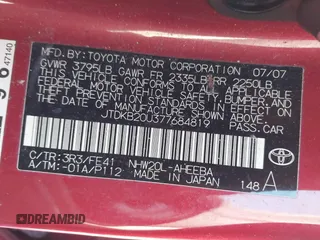 MFD BY: TOYOTA MOTOR CORPORATION 07/07
GVWR 3795LB GAWR FR 2335LB RR 2250LB
THIS VEHICLE CONFORMS TO ALL APPLICABLE
FEDERAL MOTOR VEHICLE SAFETY, BUMPER, AND
THEFT PREVENTION STANDARDS IN EFFECT ON
THE DATE OF MANUFACTURE SHOWN ABOVE.
JTDKB20U377684819 PASS. CAR
C/TR: 3R3/FE41 NHW20L-AHEEBA
A/TM: -01A/P112 MADE IN JAPAN
148 A
47140
DREAMBID